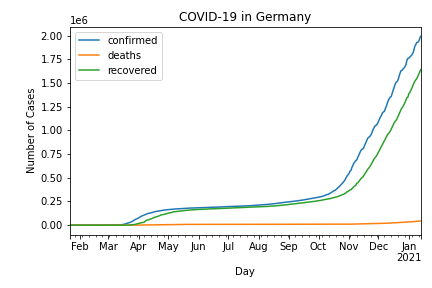 COVID-19 in Germany
1e6
confirmed
deaths
recovered
Number of Cases
2.00
1.75
1.50
1.25
1.00
0.75
0.50
0.25
0.00
Feb Mar Apr May Jun Jul Aug Sep Oct Nov Dec Jan
2021
Day